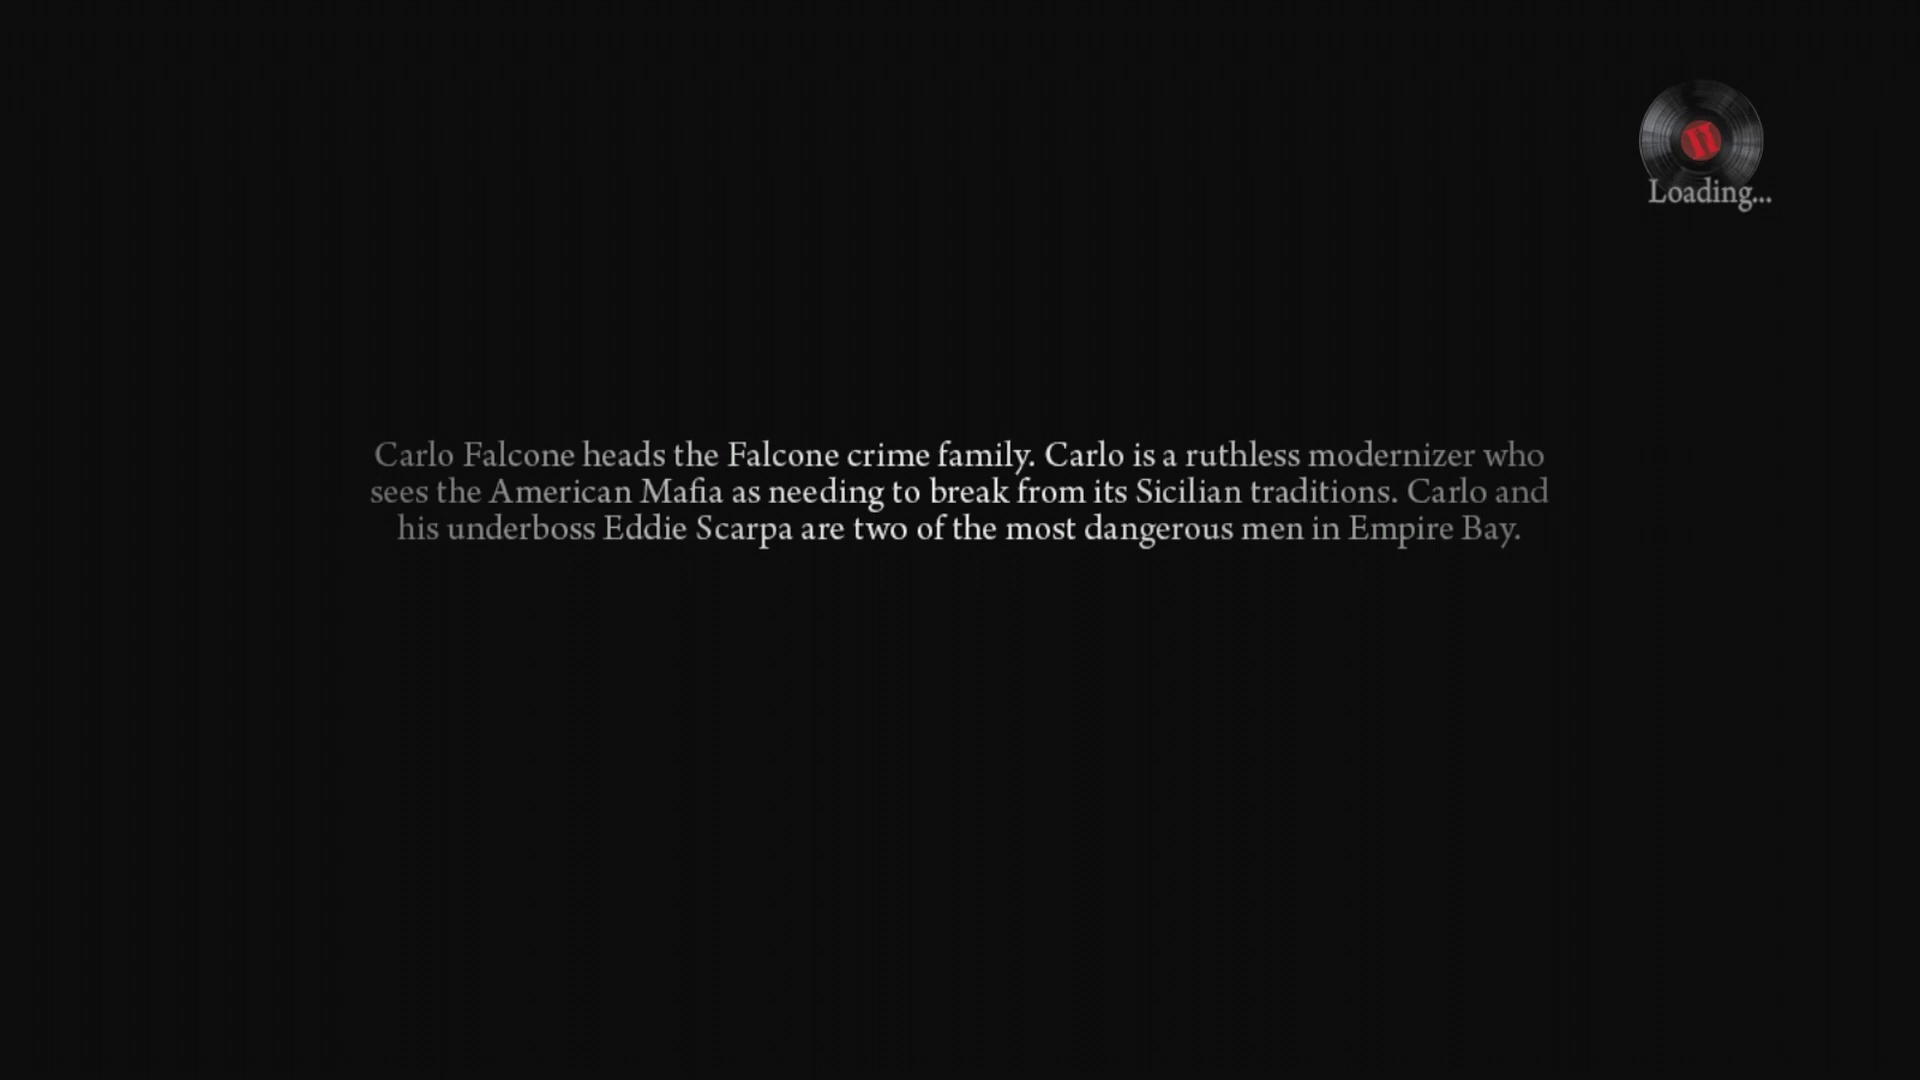 Loading...
Carlo Falcone heads the Falcone crime family. Carlo is a ruthless modernizer who
sees the American Mafia as needing to break from its Sicilian traditions. Carlo and
his underboss Eddie Scarpa are two of the most dangerous men in Empire Bay.